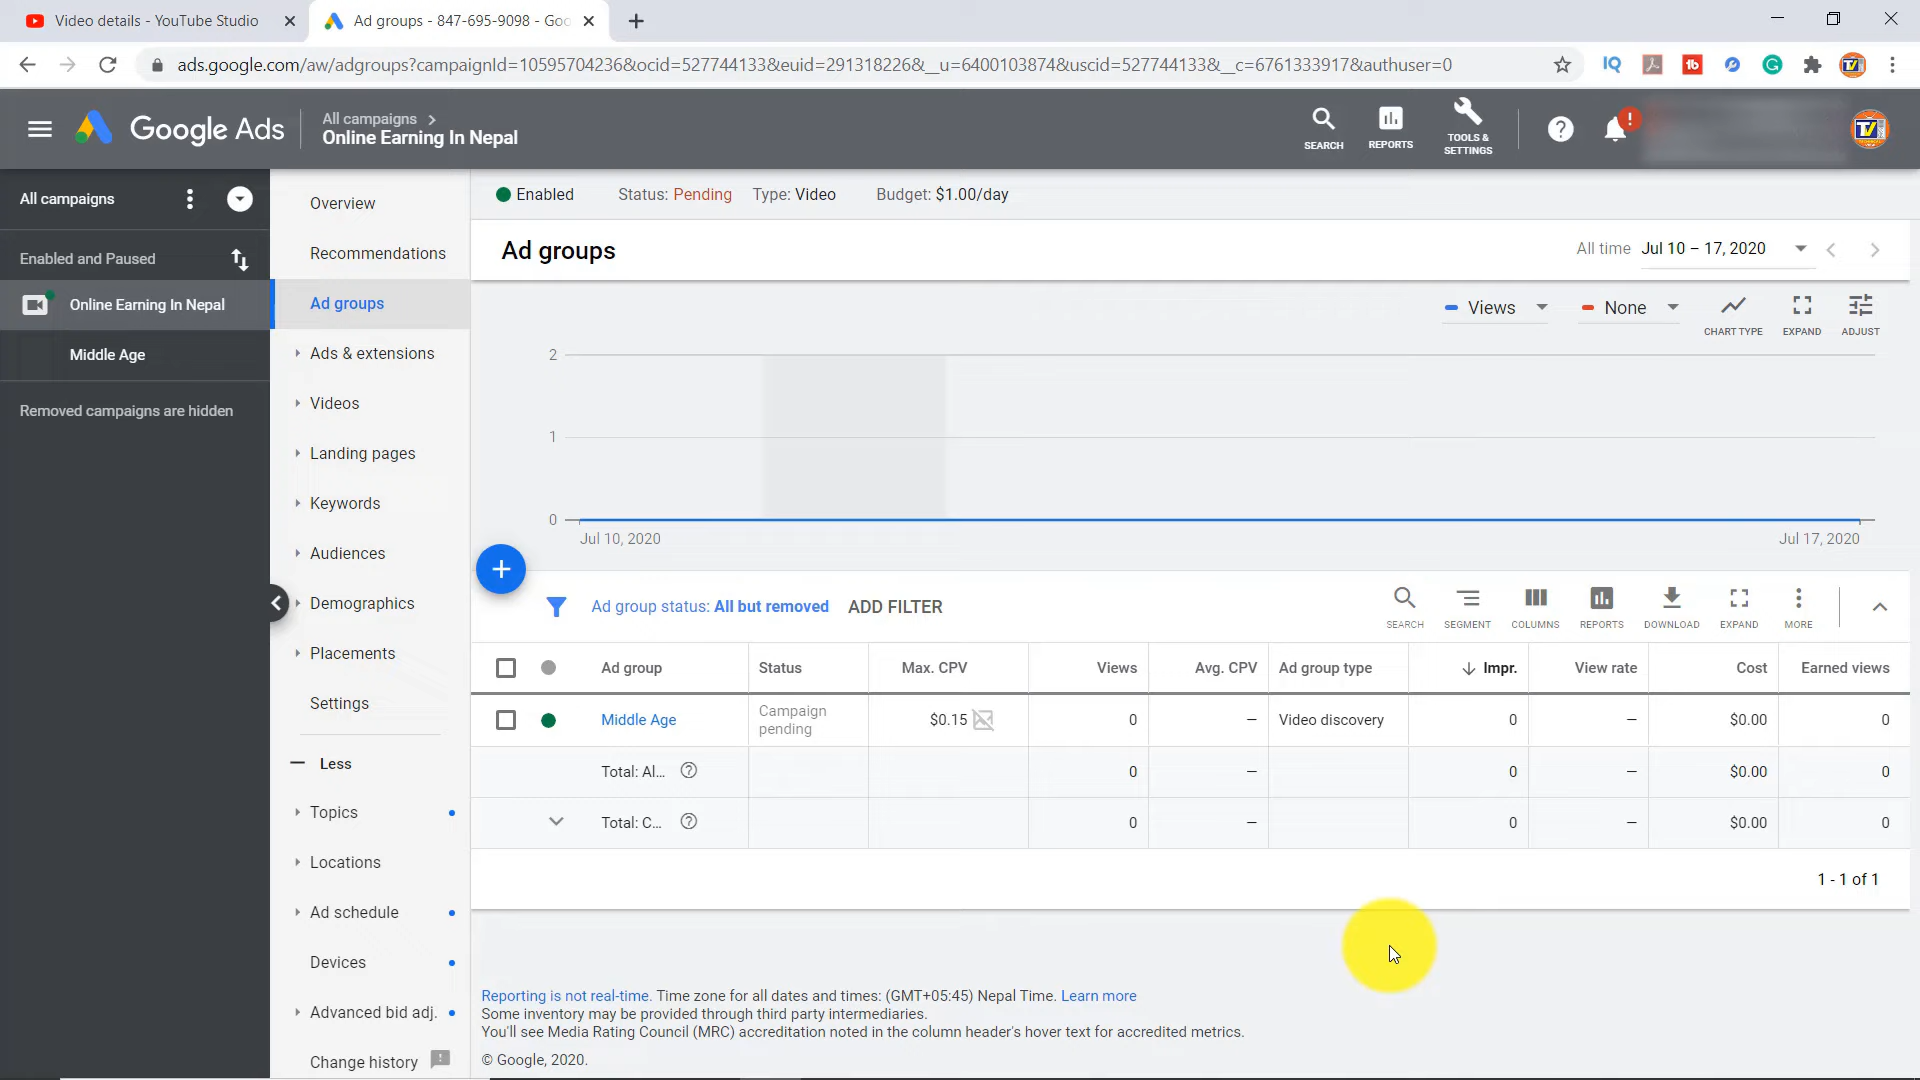 Video details - YouTube Studio
Ad groups - 847-695-9098 - Goo
ads.google.com/aw/adgroups?campaignId=10595704236&ocid=527744133&euid=291318226&__u=6400103874&uscid=527744133&__c=6761333917&authuser=0
IQ
tb
TV
Google Ads
All campaigns
Online Earning In Nepal
SEARCH
REPORTS
TOOLS &
SETTINGS
TV
All campaigns
Enabled and Paused
Online Earning In Nepal
Middle Age
Removed campaigns are hidden
Overview
Recommendations
Ad groups
Ads & extensions
Videos
Landing pages
Keywords
Audiences
Demographics
Placements
Settings
Less
Topics
Locations
Ad schedule
Devices
Advanced bid adj.
Change history
Enabled Status: Pending Type: Video Budget: $1.00/day
Ad groups
All time Jul 10 – 17, 2020
Views
None
CHART TYPE
EXPAND
ADJUST
2
1
0
Jul 10, 2020
Jul 17, 2020
Ad group status: All but removed ADD FILTER
SEARCH
SEGMENT
COLUMNS
REPORTS
DOWNLOAD
EXPAND
MORE
Ad group Status Max. CPV Views Avg. CPV Ad group type Impr. View rate Cost Earned views
Middle Age Campaign pending $0.15 0 – Video discovery 0 – $0.00 0
Total: Al... 0 – 0 – $0.00 0
Total: C... 0 – 0 – $0.00 0
1 - 1 of 1
Reporting is not real-time. Time zone for all dates and times: (GMT+05:45) Nepal Time. Learn more
Some inventory may be provided through third party intermediaries.
You'll see Media Rating Council (MRC) accreditation noted in the column header's hover text for accredited metrics.
© Google, 2020.